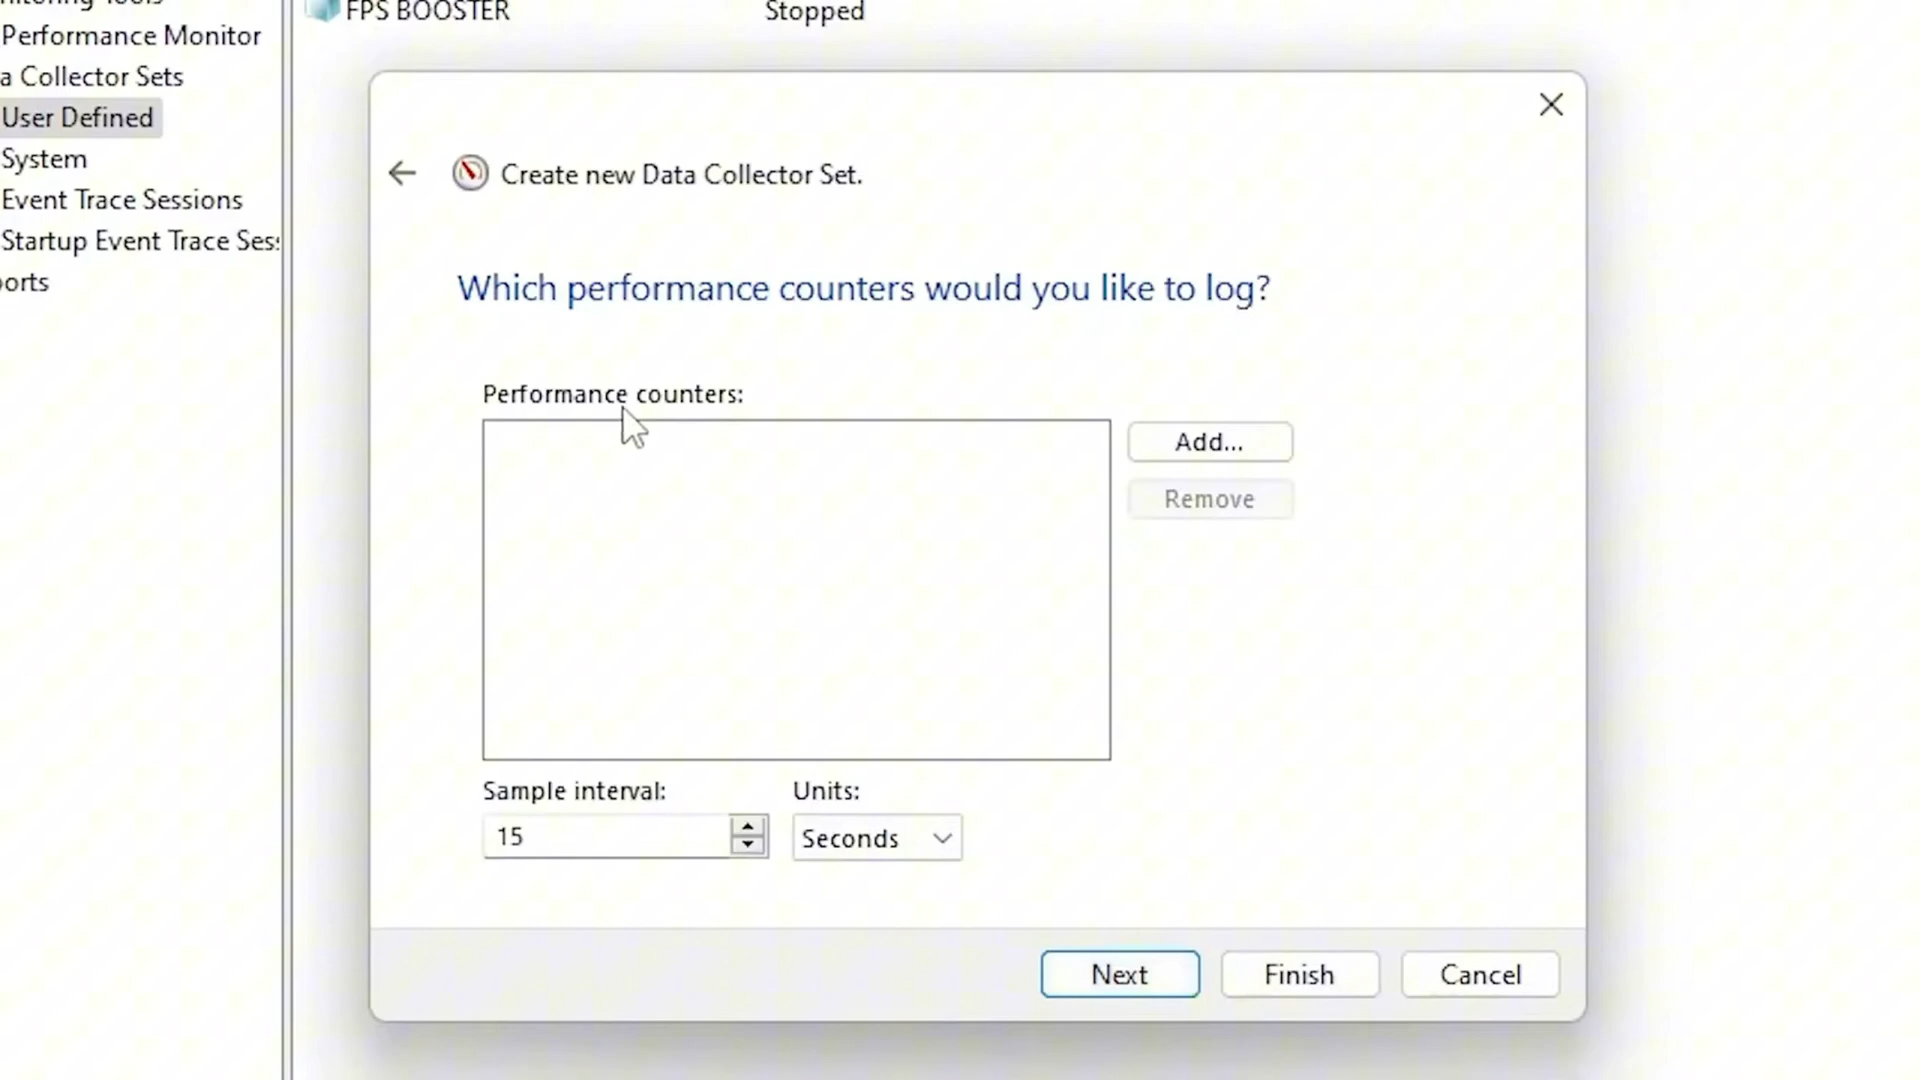 nitoring Tools
FPS BOOSTER
Stopped
Performance Monitor
a Collector Sets
User Defined
System
Event Trace Sessions
Startup Event Trace Ses
orts
Create new Data Collector Set.
Which performance counters would you like to log?
Performance counters:
Add...
Remove
Sample interval:
Units:
15
Seconds
Next
Finish
Cancel